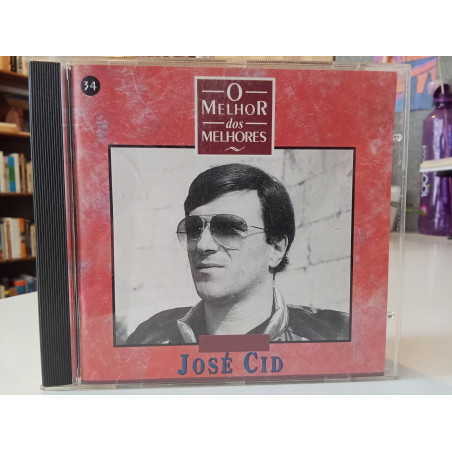 34
O
MELHOR
dos
MELHORES
JOSÉ CID